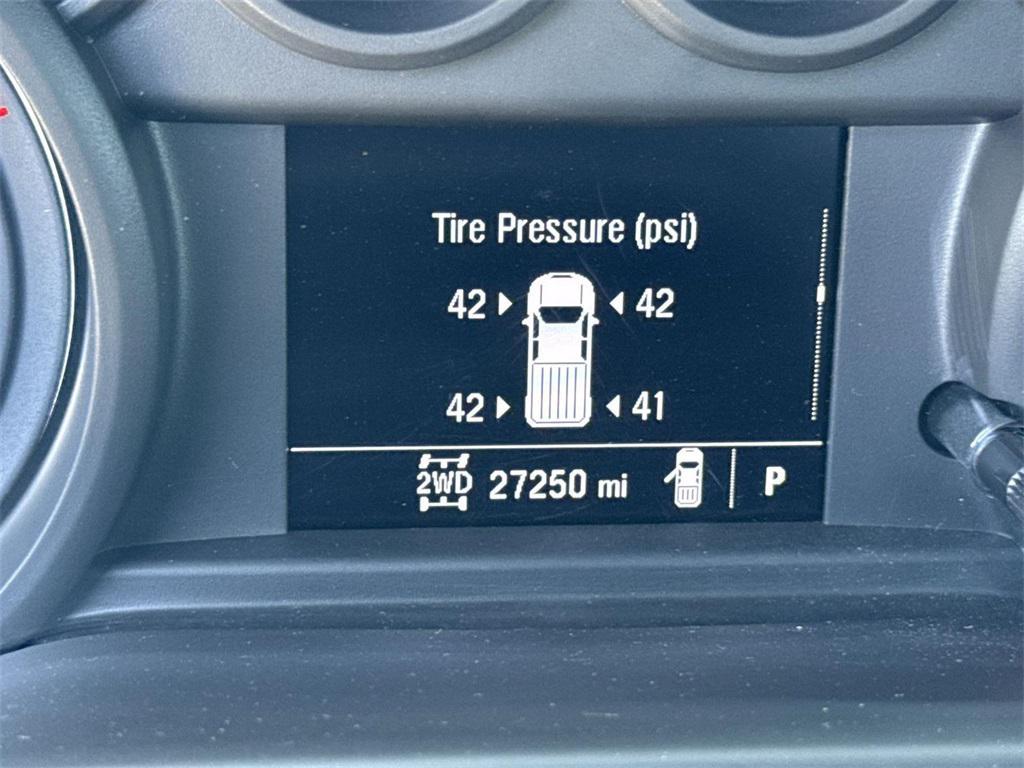 Tire Pressure (psi)
42 42
42 41
2WD 27250 mi P